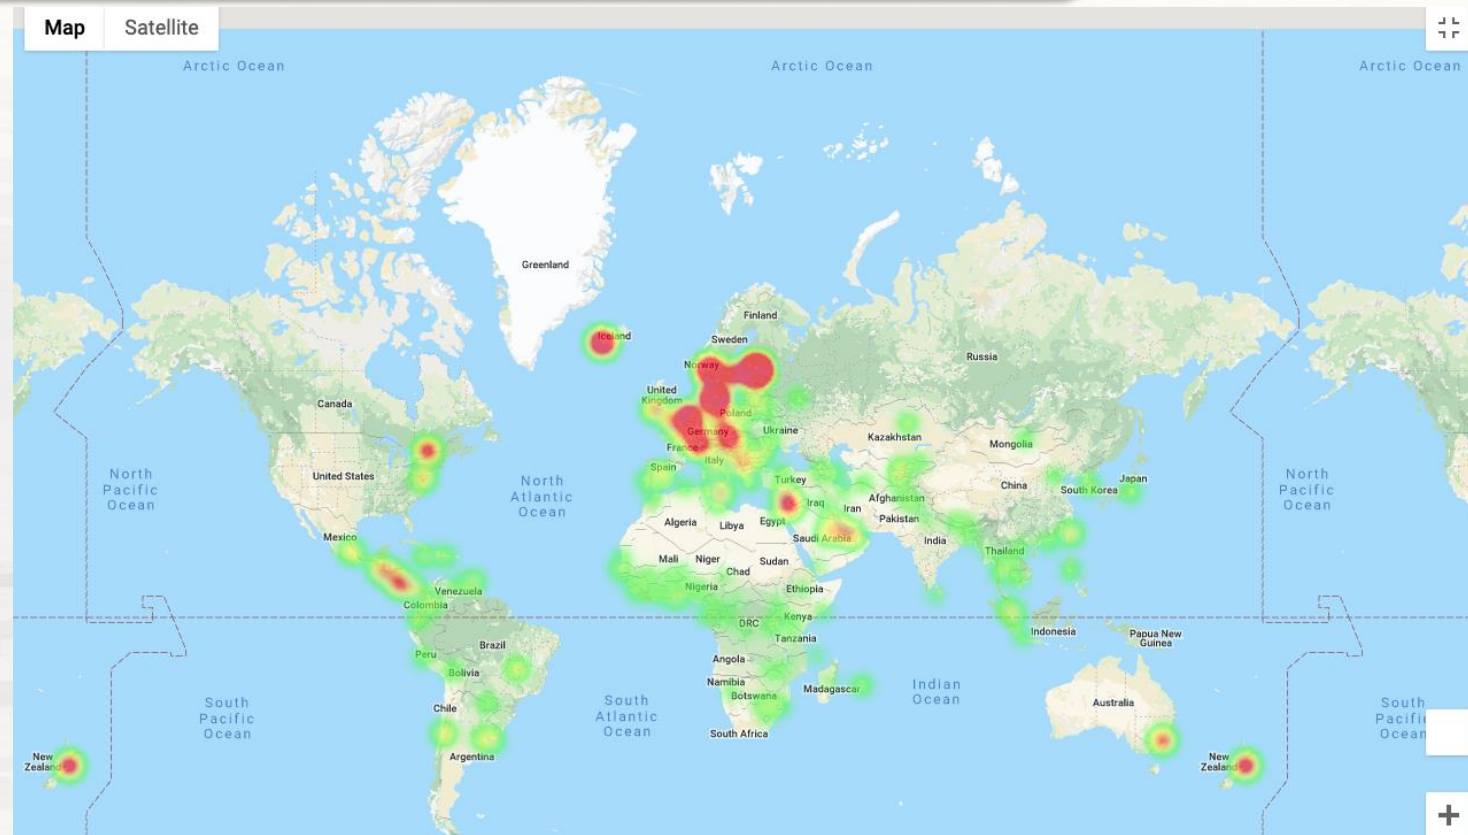 Map
Satellite
Arctic Ocean
Arctic Ocean
Arctic Ocean
Greenland
Iceland
Finland
Sweden
Norway
Russia
United
Kingdom
Canada
Poland
Germany
Ukraine
France
Kazakhstan
Mongolia
Italy
Spain
United States
Turkey
China
Japan
South Korea
North
Pacific
Ocean
North
Atlantic
Ocean
North
Pacific
Ocean
Iraq
Iran
Afghanistan
Pakistan
Algeria
Libya
Egypt
Saudi Arabia
India
Mexico
Thailand
Mali
Niger
Chad
Sudan
Nigeria
Ethiopia
Venezuela
Colombia
DRC
Kenya
Tanzania
Indonesia
Papua New
Guinea
Brazil
Peru
Bolivia
Angola
Namibia
Botswana
Madagascar
Indian
Ocean
South
Pacific
Ocean
South
Atlantic
Ocean
Australia
South
Pacifi
Ocean
Chile
South Africa
Argentina
New
Zealand
New
Zealand